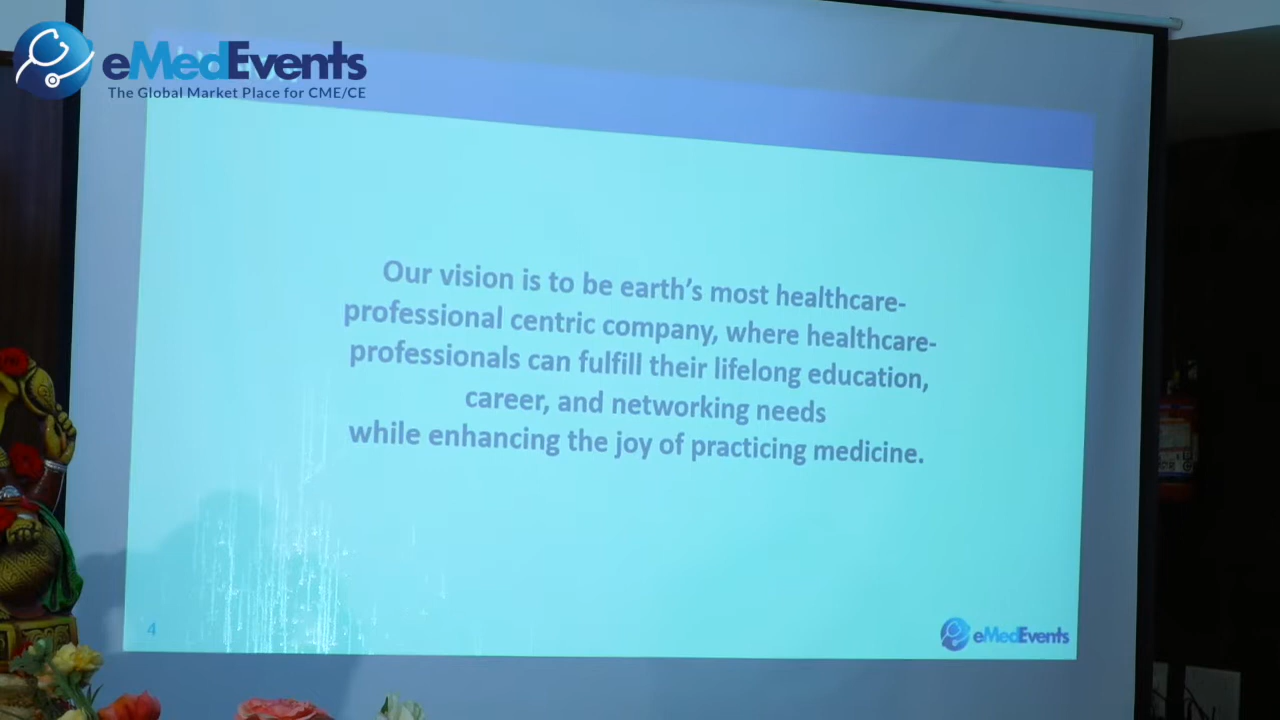 eMedEvents
The Global Market Place for CME/CE
Our vision is to be earth's most healthcare-
professional centric company, where healthcare-
professionals can fulfill their lifelong education,
career, and networking needs
while enhancing the joy of practicing medicine.
4
eMedEvents